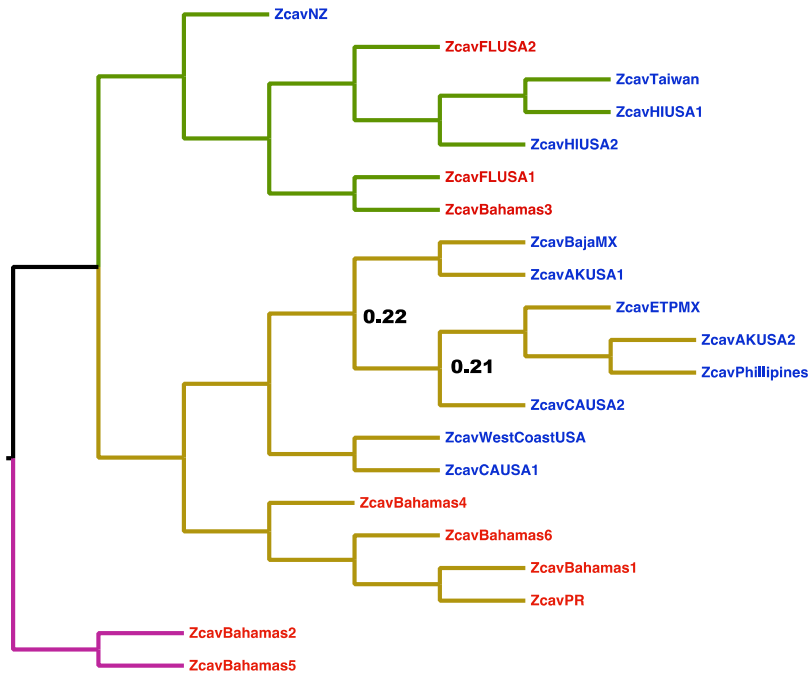 ZcavNZ
ZcavFLUSA2
ZcavTaiwan
ZcavHIUSA1
ZcavHIUSA2
ZcavFLUSA1
ZcavBahamas3
ZcavBajaMX
ZcavAKUSA1
ZcavETPMX
0.22
ZcavAKUSA2
0.21
ZcavPhillipines
ZcavCAUSA2
ZcavWestCoastUSA
ZcavCAUSA1
ZcavBahamas4
ZcavBahamas6
ZcavBahamas1
ZcavPR
ZcavBahamas2
ZcavBahamas5